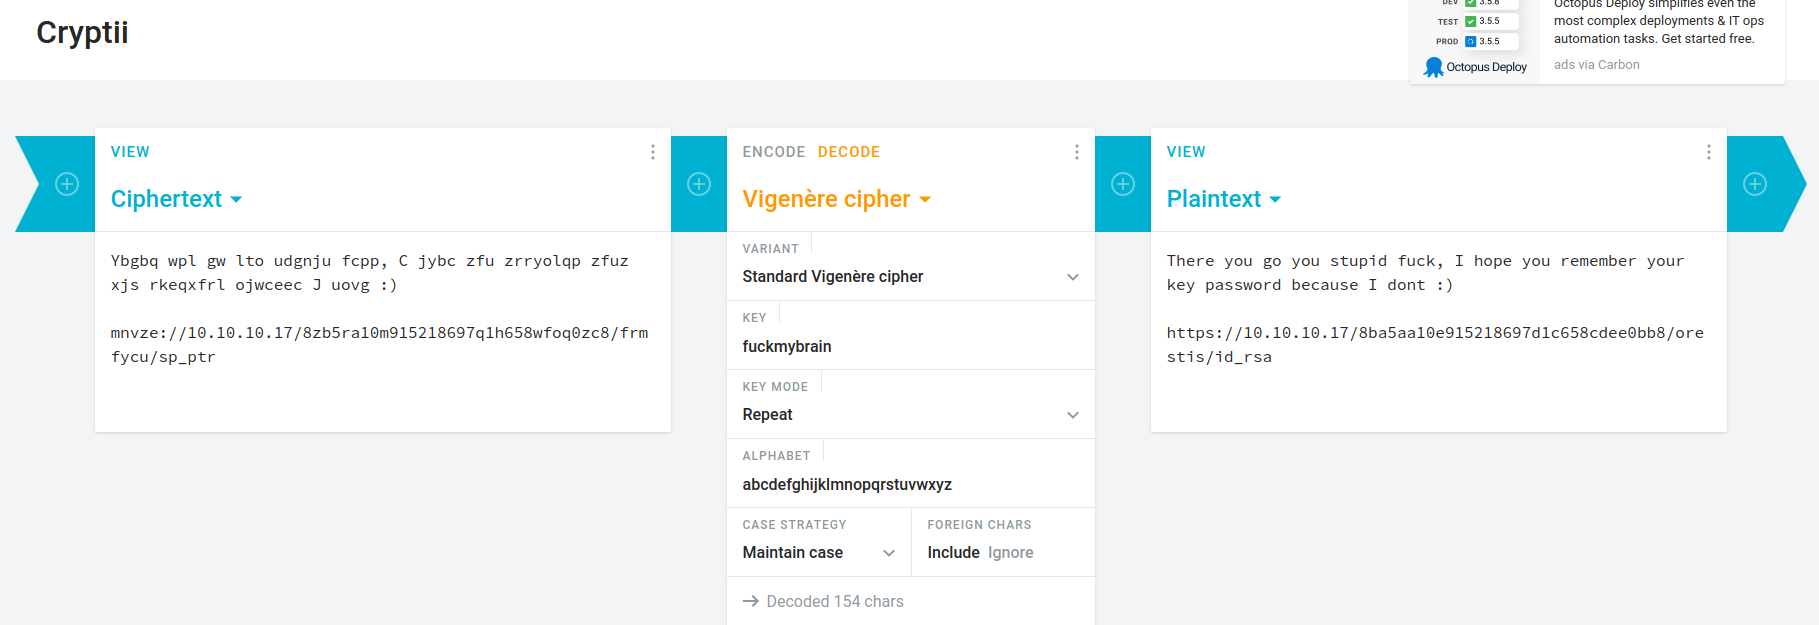 Cryptii
DEV 3.5.6
TEST 3.5.5
PROD 3.5.5
Octopus Deploy
Octopus Deploy simplifies even the
most complex deployments & IT ops
automation tasks. Get started free.
ads via Carbon
VIEW
Ciphertext
Ybgbq wpl gw lto udgnju fcpp, C jybc zfu zrryolqp zfuz
xjs rkeqxfrl ojwceec J uovg :)
mnvze://10.10.10.17/8zb5ra10m915218697q1h658wfoq0zc8/frm
fycu/sp_ptr
ENCODE DECODE
Vigenère cipher
VARIANT
Standard Vigenère cipher
KEY
fuckmybrain
KEY MODE
Repeat
ALPHABET
abcdefghijklmnopqrstuvwxyz
CASE STRATEGY
Maintain case
FOREIGN CHARS
Include Ignore
→ Decoded 154 chars
VIEW
Plaintext
There you go you stupid fuck, I hope you remember your
key password because I dont :)
https://10.10.10.17/8ba5aa10e915218697d1c658cdee0bb8/ore
stis/id_rsa